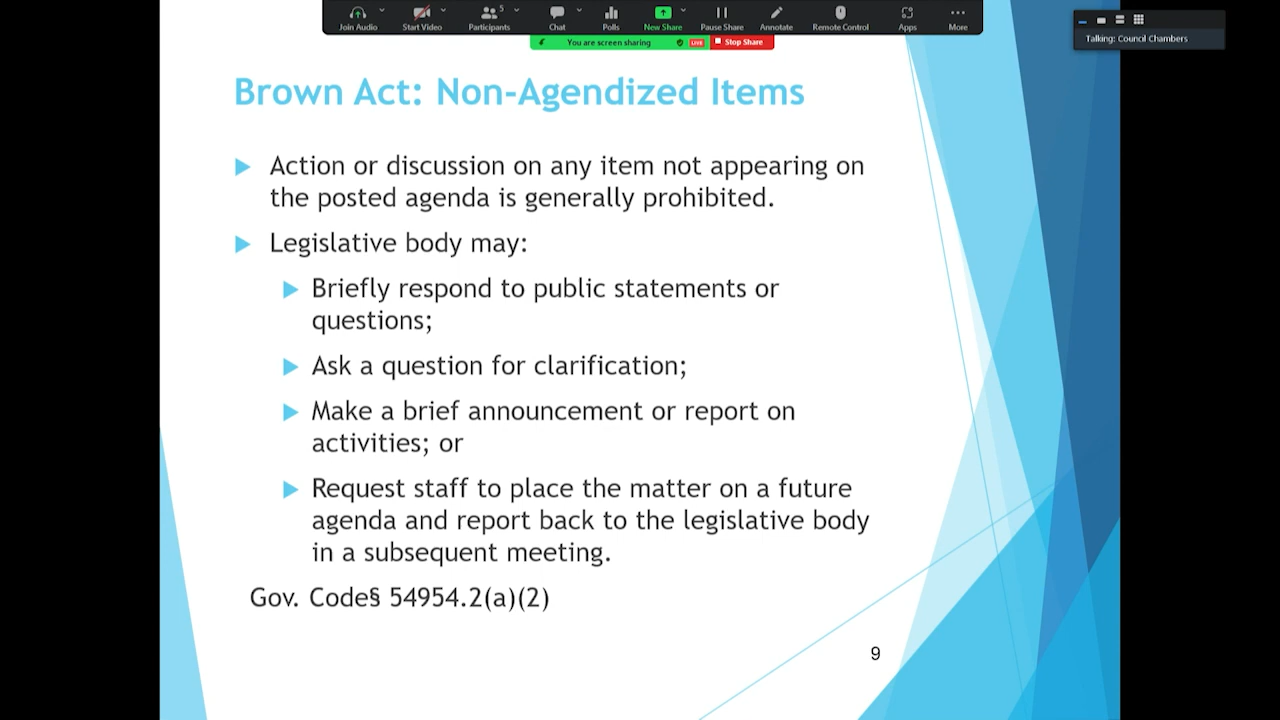 Join Audio
Start Video
5
Participants
Chat
Polls
New Share
Pause Share
Annotate
Remote Control
Apps
More
You are screen sharing
LIVE
Stop Share
Talking: Council Chambers
Brown Act: Non-Agendized Items
Action or discussion on any item not appearing on
the posted agenda is generally prohibited.
Legislative body may:
Briefly respond to public statements or
questions;
Ask a question for clarification;
Make a brief announcement or report on
activities; or
Request staff to place the matter on a future
agenda and report back to the legislative body
in a subsequent meeting.
Gov. Code§ 54954.2(a)(2)
9